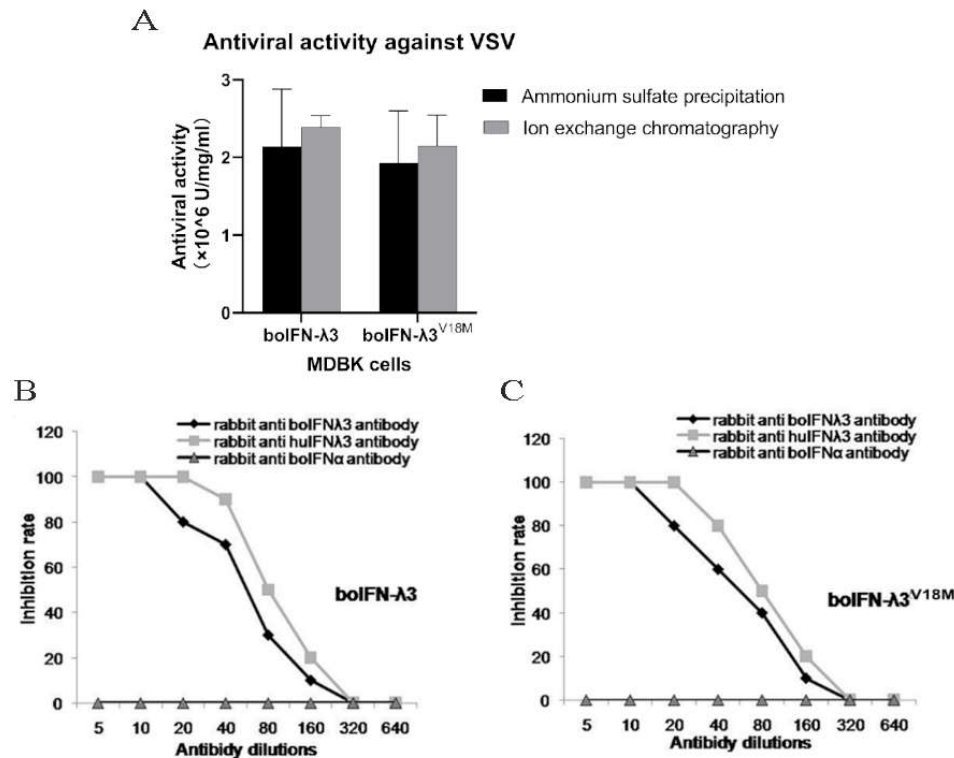 A
Antiviral activity against VSV
Antiviral activity
(×10^6 U/mg/ml)
3
2
1
0
Ammonium sulfate precipitation
Ion exchange chromatography
boIFN-λ3
boIFN-λ3V18M
MDBK cells
B
rabbit anti boIFNλ3 antibody
rabbit anti huIFNλ3 antibody
rabbit anti boIFNα antibody
Inhibition rate
120
100
80
60
40
20
0
boIFN-λ3
5 10 20 40 80 160 320 640
Antibidy dilutions
C
rabbit anti boIFNλ3 antibody
rabbit anti huIFNλ3 antibody
rabbit anti boIFNα antibody
Inhibition rate
120
100
80
60
40
20
0
boIFN-λ3V18M
5 10 20 40 80 160 320 640
Antibidy dilutions